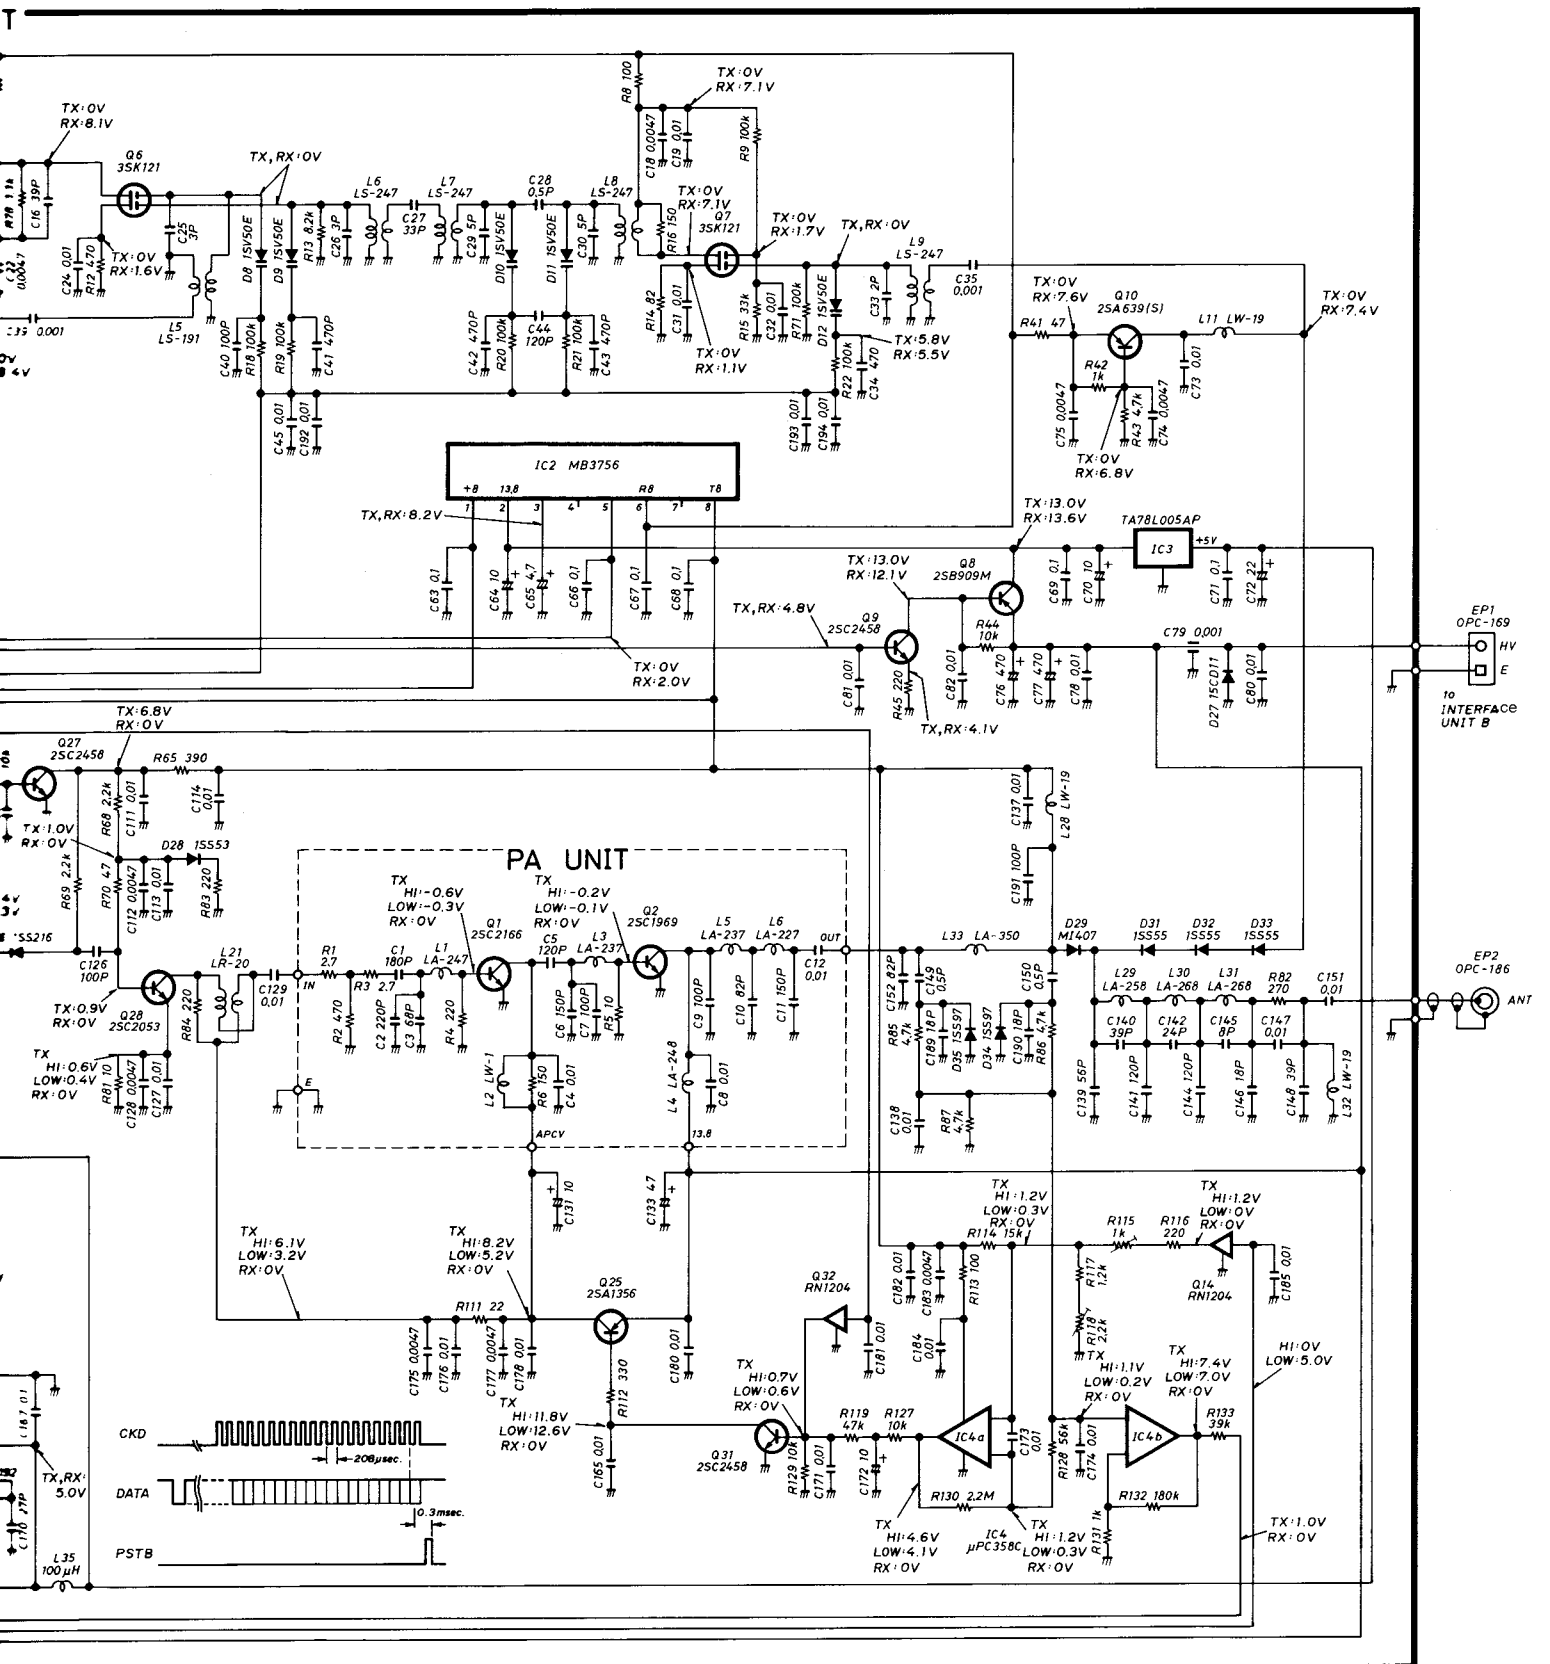 T
TX:0V
RX:8.1V
Q6
3SK121
TX,RX:0V
C16 39P
C24 0.01
R12 470
TX:0V
RX:1.6V
C25
3P
C39 0.001
L5
LS-191
D8 1SV50E
D9 1SV50E
R13 8.2k
C26 3P
L6
LS-247
C27
33P
L7
LS-247
C29 5P
D10 1SV50E
C28
0.5P
D11 1SV50E
C30 5P
L8
LS-247
R8 100
TX:0V
RX:7.1V
C18 0.0047
C19 0.01
R9 100k
R16 150
TX:0V
RX:7.1V
Q7
3SK121
TX:0V
RX:1.7V
TX,RX:0V
R14 82
C31 0.01
TX:0V
RX:1.1V
R15 33k
C32 0.01
R71 100k
D12 1SV50E
C33 2P
L9
LS-247
C35
0.001
TX:5.8V
RX:5.5V
R22 100k
C34 470
C40 100P
R18 100k
R19 100k
C41 470P
C42 470P
R20 100k
C44
120P
R21 100k
C43 470P
C45 0.01
C192 0.01
C193 0.01
C194 0.01
TX:0V
RX:7.6V
Q10
2SA639(S)
R41 47
L11 LW-19
TX:0V
RX:7.4V
R42
1k
C75 0.0047
R43 4.7k
C74 0.0047
C73 0.01
TX:0V
RX:6.8V
IC2 MB3756
+8 13.8 R8 T8
1 2 3 4 5 6 7 8
TX,RX:8.2V
C63 0.1
C64 10
C65 4.7
C66 0.1
C67 0.1
C68 0.1
TX:0V
RX:2.0V
TX:13.0V
RX:13.6V
TA78L005AP
IC3
+5V
TX:13.0V
RX:12.1V
Q8
2SB909M
C69 0.1
C70 10
C71 0.1
C72 22
TX,RX:4.8V
Q9
2SC2458
R44
10k
C79 0.001
EP1
OPC-169
HV
E
to
INTERFACE
UNIT B
C81 0.01
R45 220
C82 0.01
C76 470
C77 470
C78 0.01
D27 15CD11
C80 0.01
TX,RX:4.1V
TX:6.8V
RX:0V
Q27
2SC2458
R65 390
R68 2.2k
C111 0.01
C114
0.01
TX:1.0V
RX:0V
D28 1SS53
R69 2.2k
R70 47
C112 0.0047
C113 0.01
R83 220
C126
100P
L21
LR-20
TX:0.9V
RX:0V
Q28
2SC2053
R84 220
C129
0.01
TX
HI:0.6V
LOW:0.4V
RX:0V
R81 10
C128 0.0047
C127 0.01
PA UNIT
TX
HI:-0.6V
LOW:-0.3V
RX:0V
TX
HI:-0.2V
LOW:-0.1V
RX:0V
IN
R1
2.7
R2 470
R3 2.7
C1
180P
C2 220P
C3 68P
L1
LA-247
R4 220
Q1
2SC2166
C5
120P
L3
LA-237
C6 150P
C7 100P
R5 10
Q2
2SC1969
L5
LA-237
L6
LA-227
C9 100P
C10 82P
C11 150P
C12
0.01
OUT
L2 LW-1
R6 150
C4 0.01
L4 LA-248
C8 0.01
E
APCV
13.8
C131 10
C133 47
C137 0.01
L28 LW-19
C191 100P
L33 LA-350
D29
MI407
D31
1SS55
D32
1SS55
D33
1SS55
C152 82P
C149
0.5P
C150
0.5P
R85
4.7k
C189 18P
D35 1SS97
D34 1SS97
C190 18P
R86
4.7k
L29
LA-258
L30
LA-268
L31
LA-268
R82
270
C151
0.01
C140
39P
C142
24P
C145
8P
C147
0.01
C139 56P
C141 120P
C144 120P
C146 18P
C148 39P
L32 LW-19
C138
0.01
R87
4.7k
EP2
OPC-186
ANT
TX
HI:6.1V
LOW:3.2V
RX:0V
TX
HI:8.2V
LOW:5.2V
RX:0V
R111 22
Q25
2SA1356
C175 0.0047
C176 0.01
C177 0.0047
C178 0.01
R112 330
C180 0.01
TX
HI:11.8V
LOW:12.6V
RX:0V
C165 0.01
Q32
RN1204
C181 0.01
TX
HI:0.7V
LOW:0.6V
RX:0V
Q31
2SC2458
R129 10k
C171 0.01
R119
47k
C172 10
R127
10k
TX
HI:1.2V
LOW:0.3V
RX:0V
R114 15k
C182 0.01
C183 0.0047
R113 100
C184
0.01
R115
1k
R116
220
TX
HI:1.2V
LOW:0V
RX:0V
Q14
RN1204
C185 0.01
R117
1.2k
R118
2.2k
TX
HI:1.1V
LOW:0.2V
RX:0V
TX
HI:7.4V
LOW:7.0V
RX:0V
HI:0V
LOW:5.0V
IC4a
C173
0.01
R128 56k
C174 0.01
IC4b
R133
39k
R130 2.2M
R132 180k
R131 1k
IC4
μPC358C
TX
HI:4.6V
LOW:4.1V
RX:0V
TX
HI:1.2V
LOW:0.3V
RX:0V
TX:1.0V
RX:0V
CKD
208μsec.
DATA
0.3msec.
PSTB
TX,RX:
5.0V
C170 27P
L35
100μH